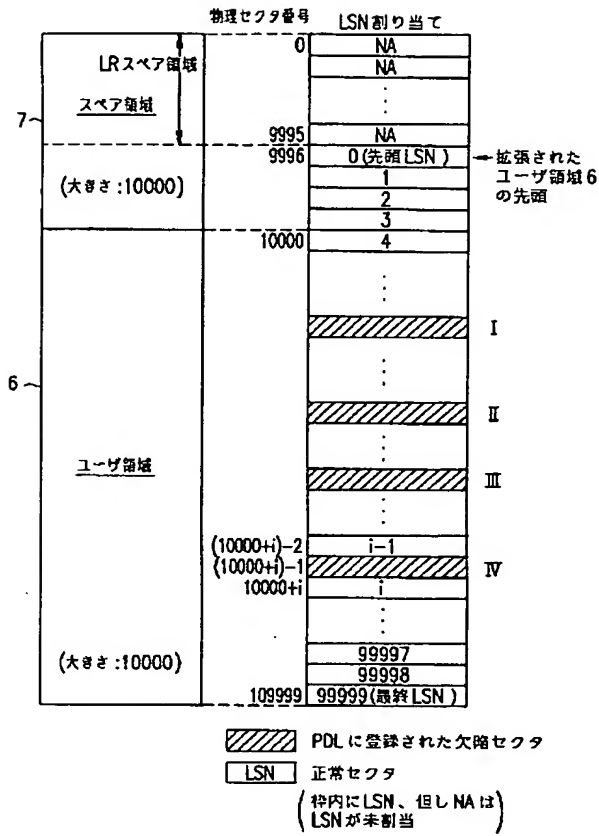 物理セクタ番号
LSN割り当て
0
NA
LRスペア領域
NA
7
スペア領域
9995
NA
9996
0(先頭LSN)
拡張された
ユーザ領域6
の先頭
(大きさ:10000)
1
2
3
10000
4
I
6
II
ユーザ領域
III
(10000+i)-2
i-1
(10000+i)-1
IV
10000+i
i
99997
(大きさ:10000)
99998
109999
99999(最終LSN)
PDLに登録された欠陥セクタ
LSN
正常セクタ
(枠内にLSN、但しNAは
LSNが未割当)